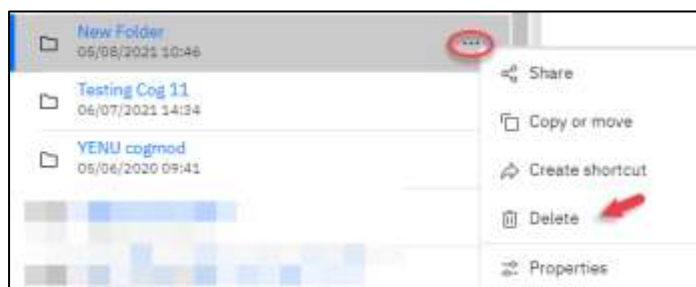 New Folder
05/08/2021 10:46
Testing Cog 11
06/07/2021 14:34
YENU cogmod
05/06/2020 09:41
Share
Copy or move
Create shortcut
Delete
Properties